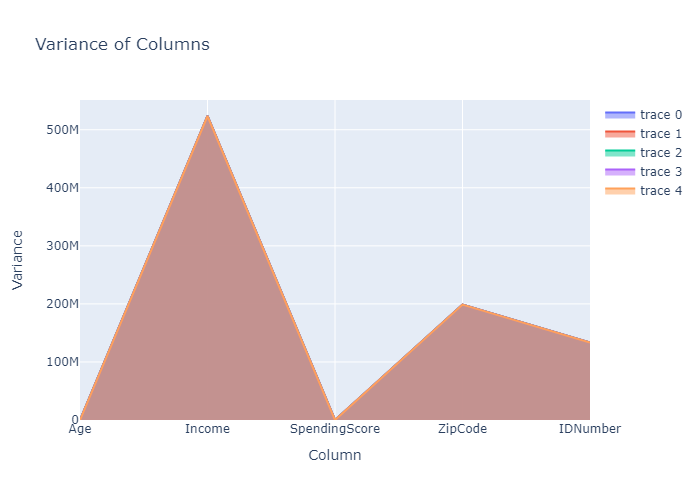 Variance of Columns
trace 0
trace 1
trace 2
trace 3
trace 4
500M
400M
300M
200M
100M
0
Variance
Age
Income
SpendingScore
ZipCode
IDNumber
Column